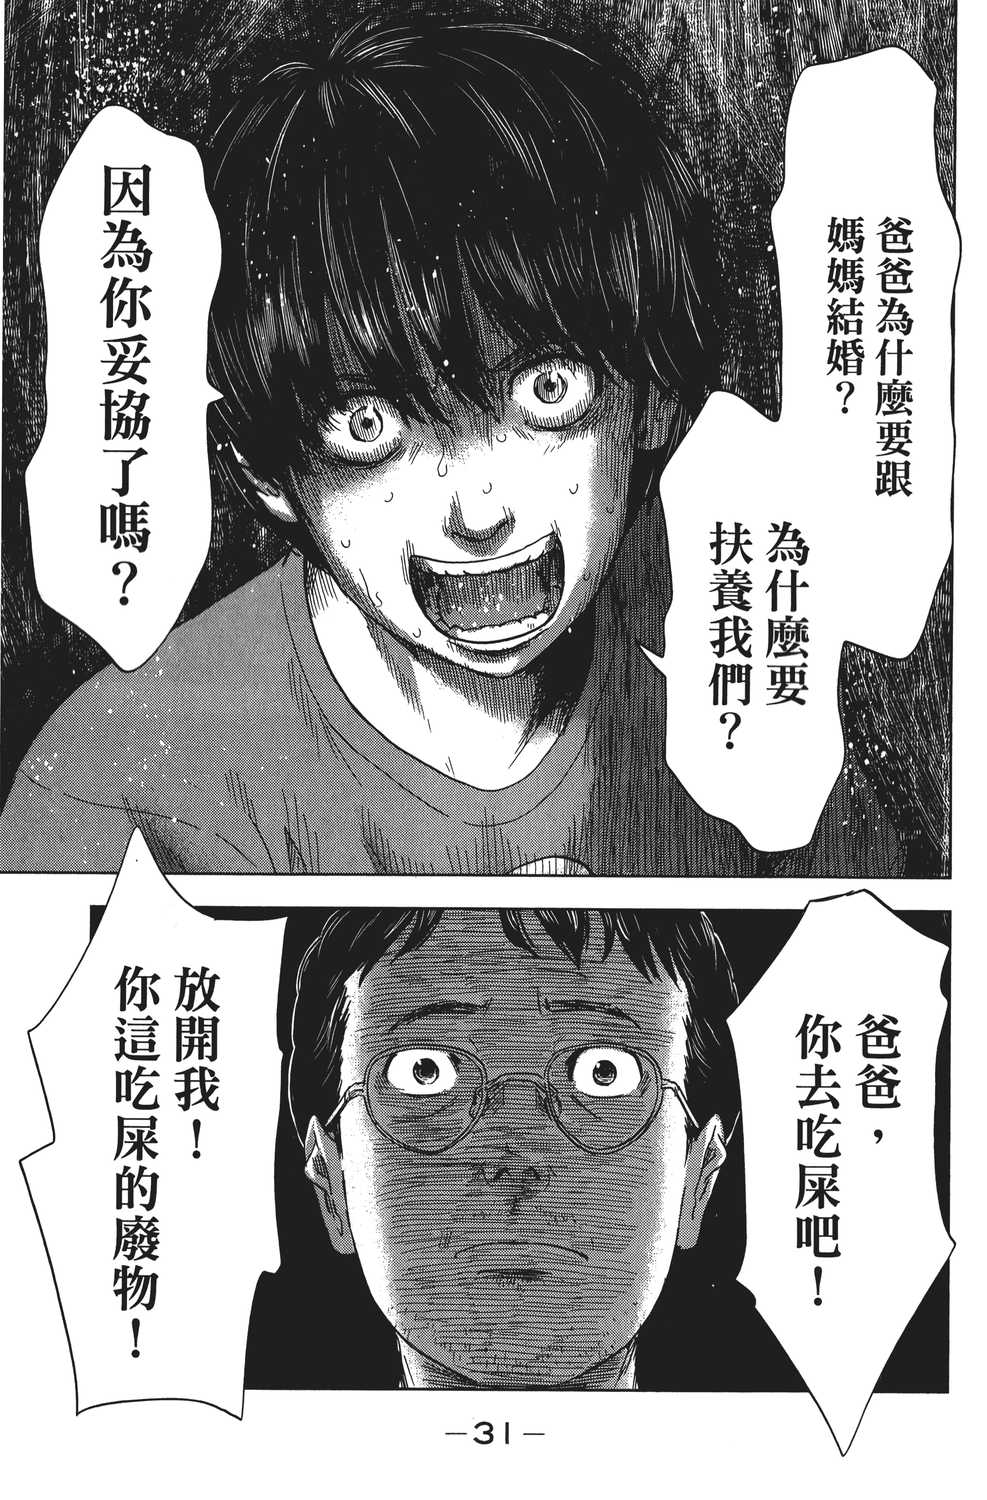 爸爸為什麼要跟
媽媽結婚？
為什麼要
扶養我們？
因為你妥協了嗎？
爸爸，
你去吃屎吧！
放開我！
你這吃屎的廢物！
—31—